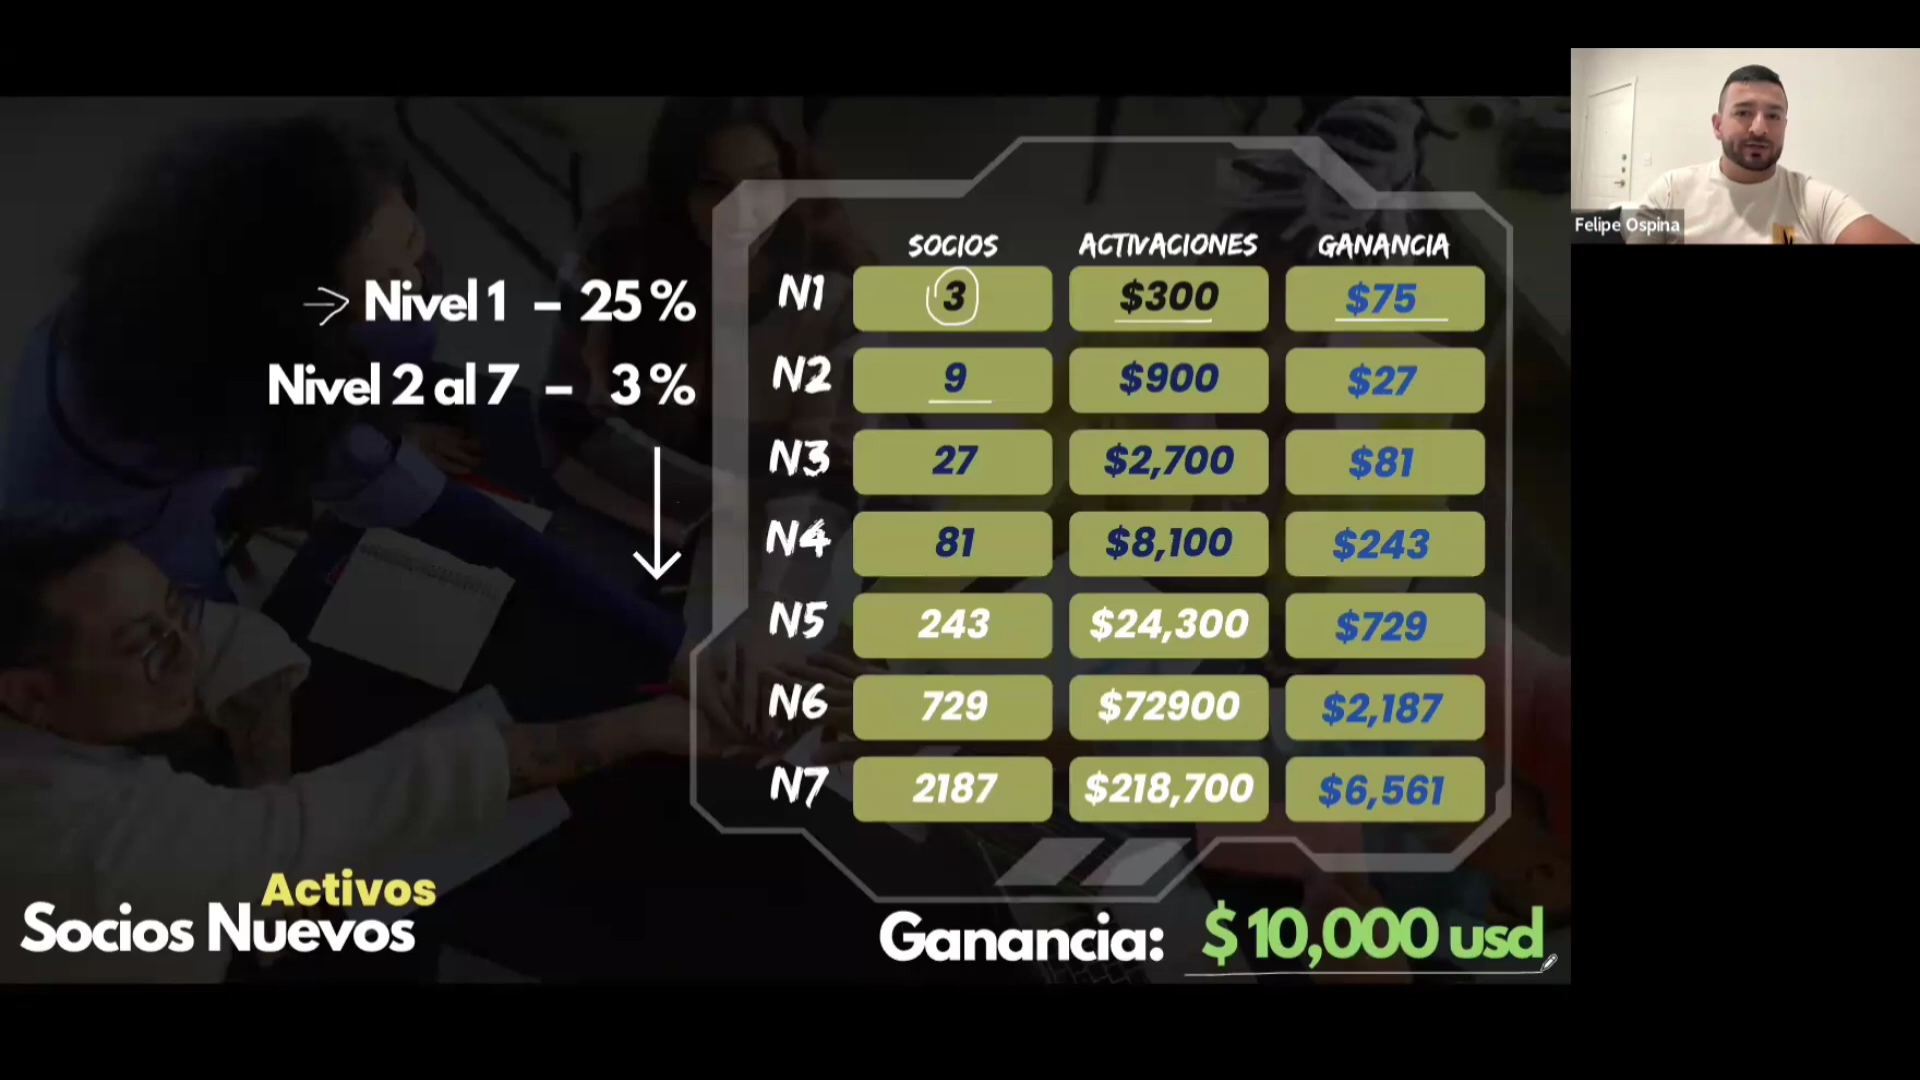 Felipe Ospina
SOCIOS ACTIVACIONES GANANCIA
→ Nivel 1 – 25% N1 3 $300 $75
Nivel 2 al 7 – 3% N2 9 $900 $27
N3 27 $2,700 $81
N4 81 $8,100 $243
N5 243 $24,300 $729
N6 729 $72900 $2,187
N7 2187 $218,700 $6,561
Activos
Socios Nuevos
Ganancia: $10,000 usd